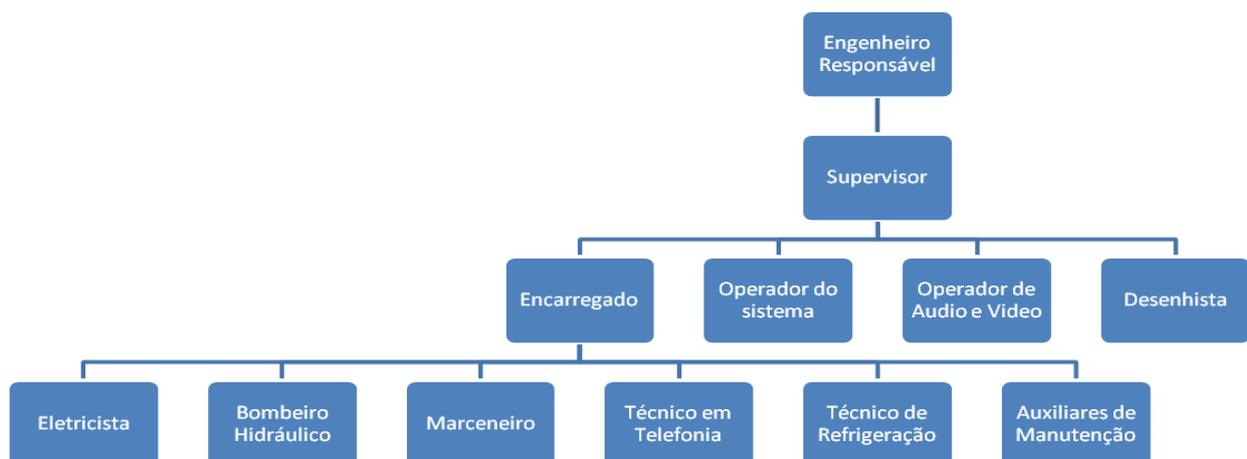 Engenheiro
Responsável
Supervisor
Encarregado
Operador do
sistema
Operador de
Audio e Video
Desenhista
Eletricista
Bombeiro
Hidráulico
Marceneiro
Técnico em
Telefonia
Técnico de
Refrigeração
Auxiliares de
Manutenção